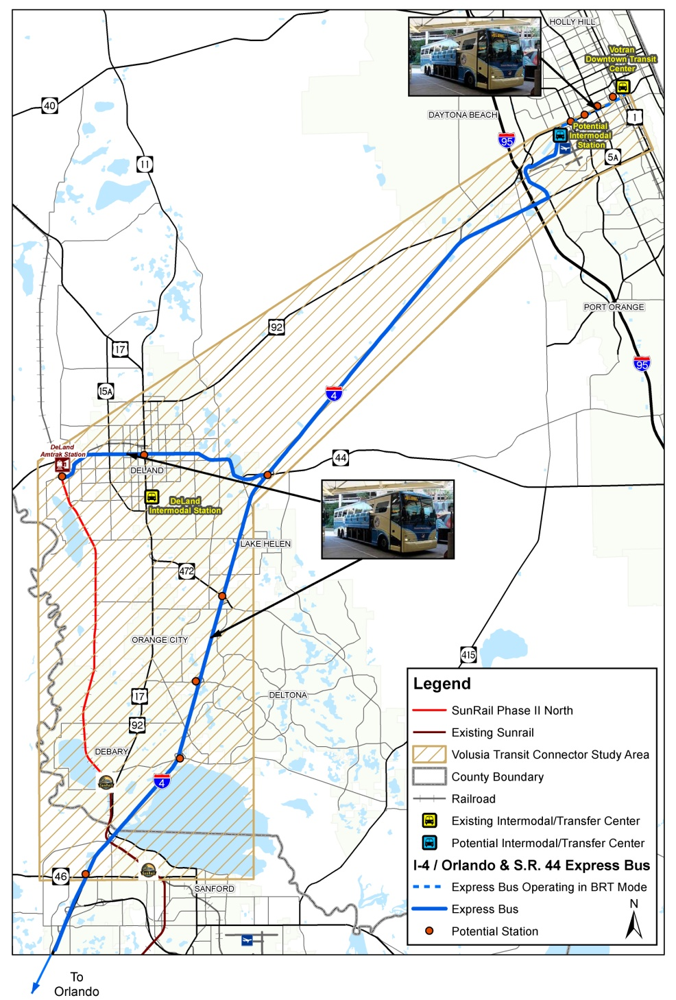 HOLLY HILL
Votran
Downtown Transit
Center
40
DAYTONA BEACH
1
Potential
Intermodal
Station
95
11
5A
PORT ORANGE
92
17
95
15A
4
DeLand
Amtrak Station
44
DELAND
DeLand
Intermodal Station
LAKE HELEN
472
ORANGE CITY
415
DELTONA
17
92
DEBARY
4
SunRail
SunRail
46
SANFORD
Legend
SunRail Phase II North
Existing Sunrail
Volusia Transit Connector Study Area
County Boundary
Railroad
Existing Intermodal/Transfer Center
Potential Intermodal/Transfer Center
I-4 / Orlando & S.R. 44 Express Bus
Express Bus Operating in BRT Mode
Express Bus
Potential Station
N
To
Orlando